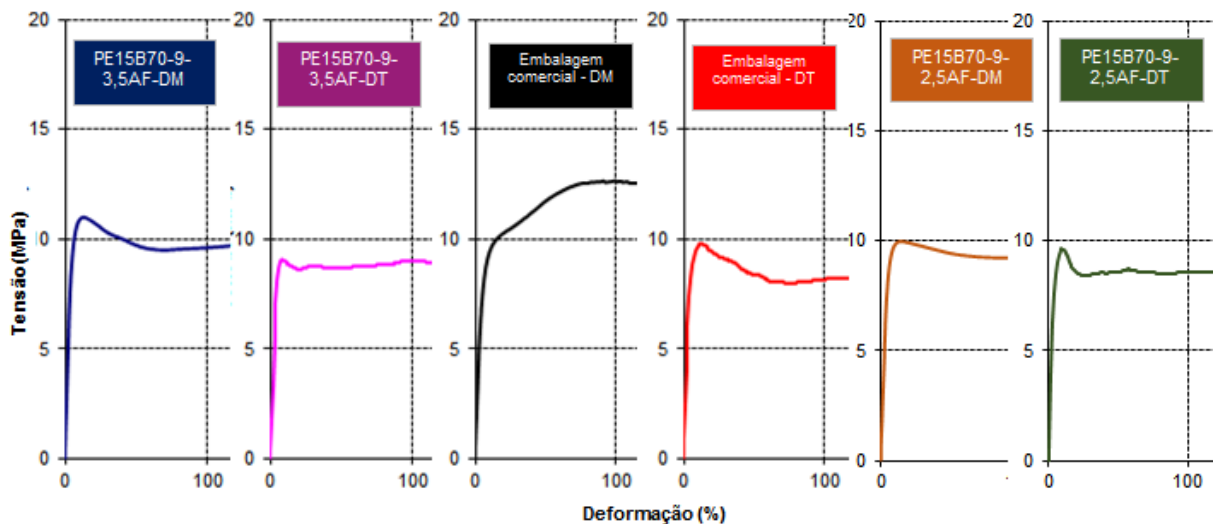 20
PE15B70-9-
3,5AF-DM
15
10
5
0
0
100
20
PE15B70-9-
3,5AF-DT
15
10
5
0
0
100
20
Embalagem
comercial - DM
15
10
5
0
0
100
20
Embalagem
comercial - DT
15
10
5
0
0
100
20
PE15B70-9-
2,5AF-DM
15
10
5
0
0
20
PE15B70-9-
2,5AF-DT
15
10
5
0
0
100
Tensão (MPa)
Deformação (%)